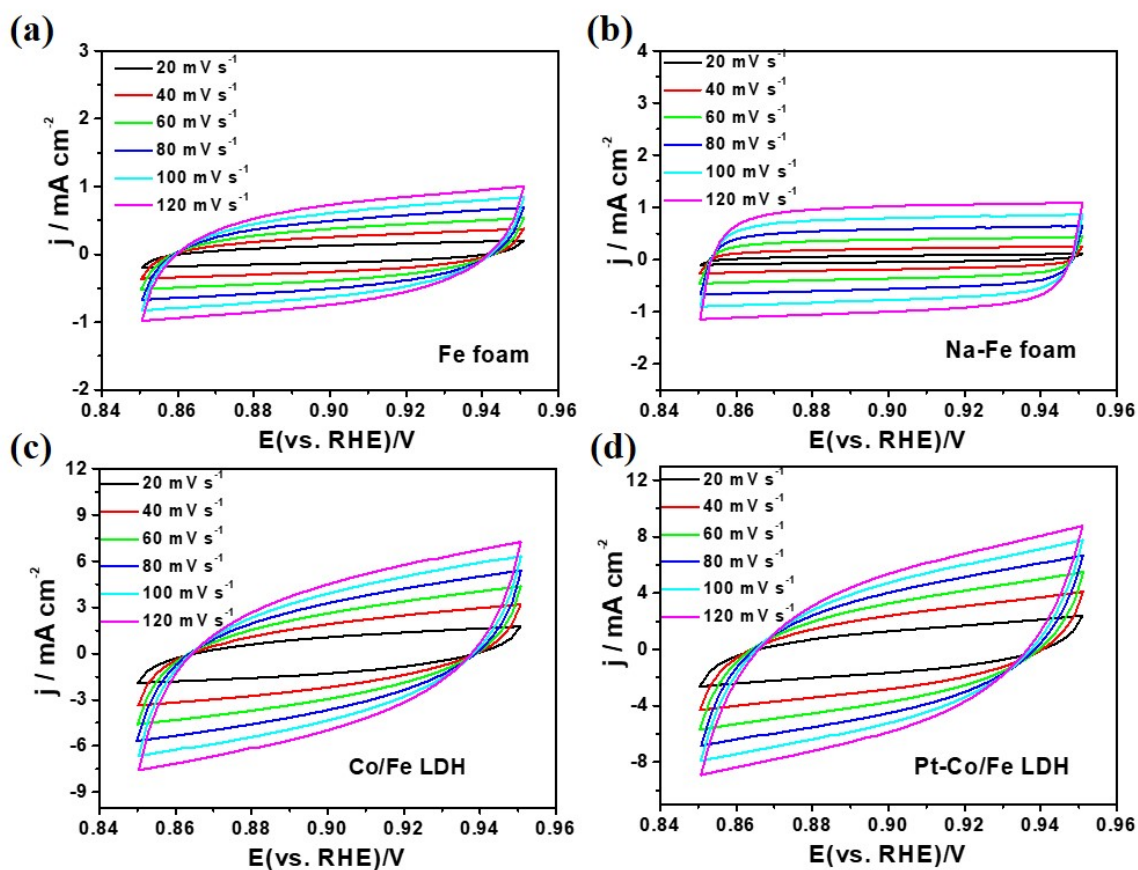 (a)
3
2
1
0
-1
-2
j / mA cm⁻²
20 mV s⁻¹
40 mV s⁻¹
60 mV s⁻¹
80 mV s⁻¹
100 mV s⁻¹
120 mV s⁻¹
Fe foam
0.84 0.86 0.88 0.90 0.92 0.94 0.96
E(vs. RHE)/V
(b)
4
3
2
1
0
-1
-2
j / mA cm⁻²
20 mV s⁻¹
40 mV s⁻¹
60 mV s⁻¹
80 mV s⁻¹
100 mV s⁻¹
120 mV s⁻¹
Na-Fe foam
0.84 0.86 0.88 0.90 0.92 0.94 0.96
E(vs. RHE)/V
(c)
12
9
6
3
0
-3
-6
-9
j / mA cm⁻²
20 mV s⁻¹
40 mV s⁻¹
60 mV s⁻¹
80 mV s⁻¹
100 mV s⁻¹
120 mV s⁻¹
Co/Fe LDH
0.84 0.86 0.88 0.90 0.92 0.94 0.96
E(vs. RHE)/V
(d)
12
8
4
0
-4
-8
j / mA cm⁻²
20 mV s⁻¹
40 mV s⁻¹
60 mV s⁻¹
80 mV s⁻¹
100 mV s⁻¹
120 mV s⁻¹
Pt-Co/Fe LDH
0.84 0.86 0.88 0.90 0.92 0.94 0.96
E(vs. RHE)/V